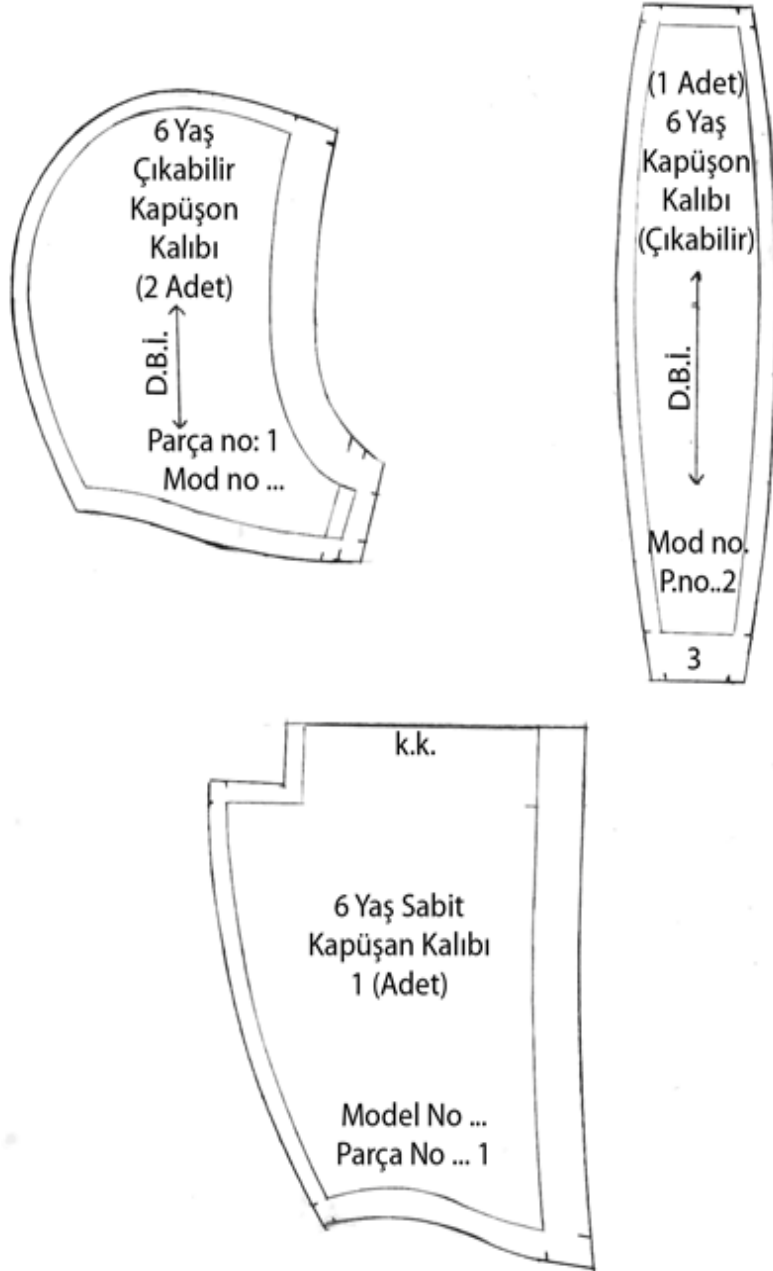 6 Yaş
Çıkabilir
Kapüşon
Kalıbı
(2 Adet)
D.B.İ.
Parça no: 1
Mod no ...
(1 Adet)
6 Yaş
Kapüşon
Kalıbı
(Çıkabilir)
D.B.İ.
Mod no.
P.no..2
3
k.k.
6 Yaş Sabit
Kapüşan Kalıbı
1 (Adet)
Model No ...
Parça No ... 1